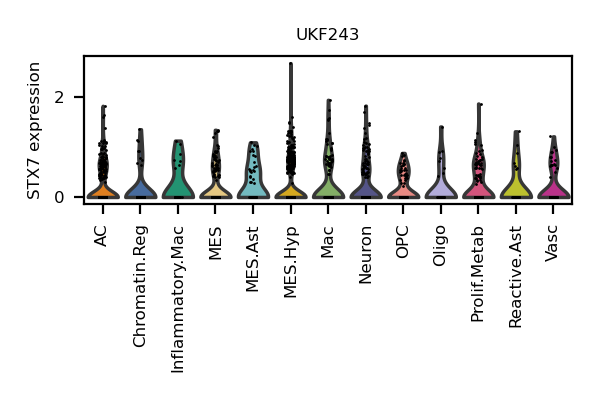 UKF243
STX7 expression
2
0
AC
Chromatin.Reg
Inflammatory.Mac
MES
MES.Ast
MES.Hyp
Mac
Neuron
OPC
Oligo
Prolif.Metab
Reactive.Ast
Vasc